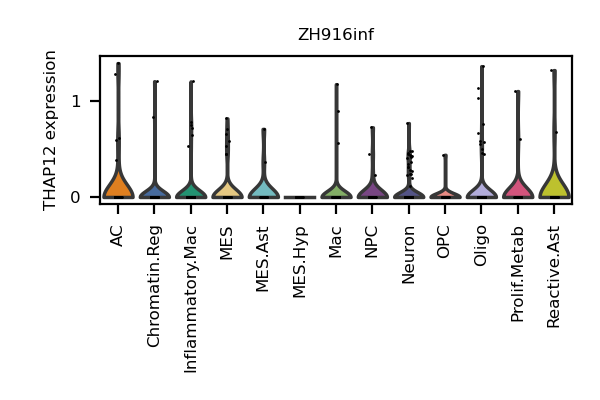 ZH916inf
THAP12 expression
1
0
AC
Chromatin.Reg
Inflammatory.Mac
MES
MES.Ast
MES.Hyp
Mac
NPC
Neuron
OPC
Oligo
Prolif.Metab
Reactive.Ast